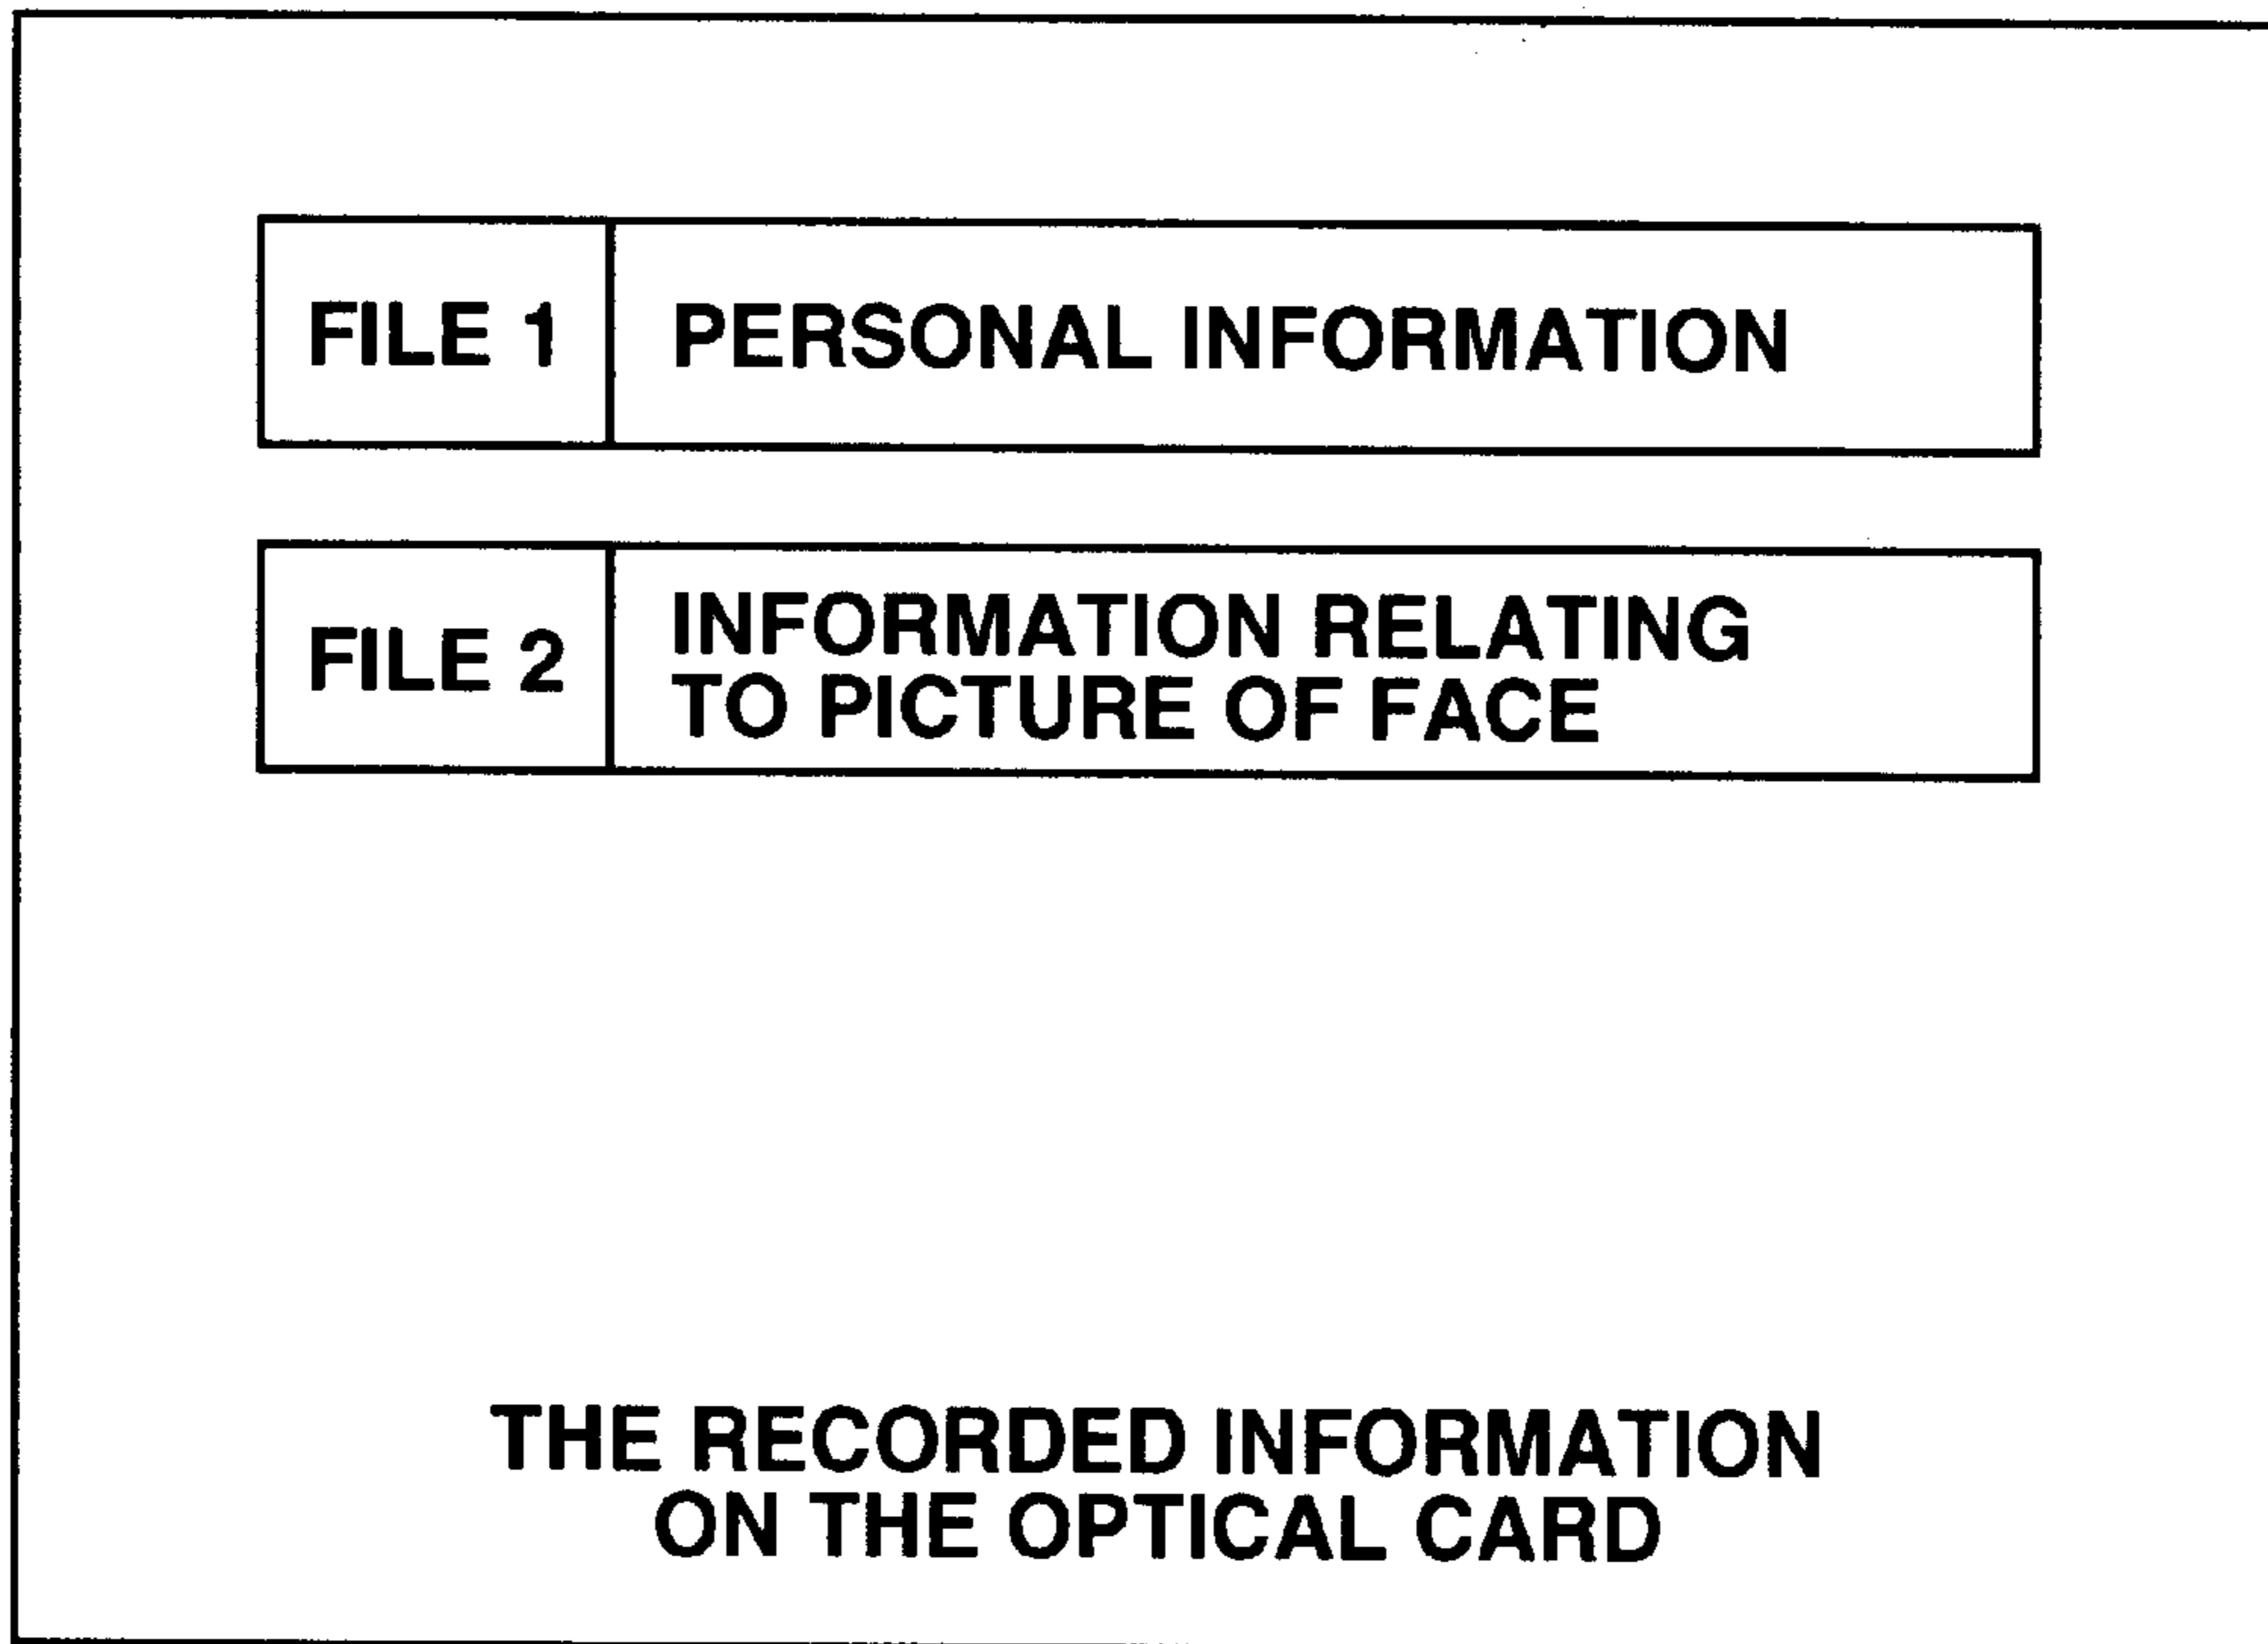 FILE 1 PERSONAL INFORMATION
FILE 2 INFORMATION RELATING
TO PICTURE OF FACE
THE RECORDED INFORMATION
ON THE OPTICAL CARD